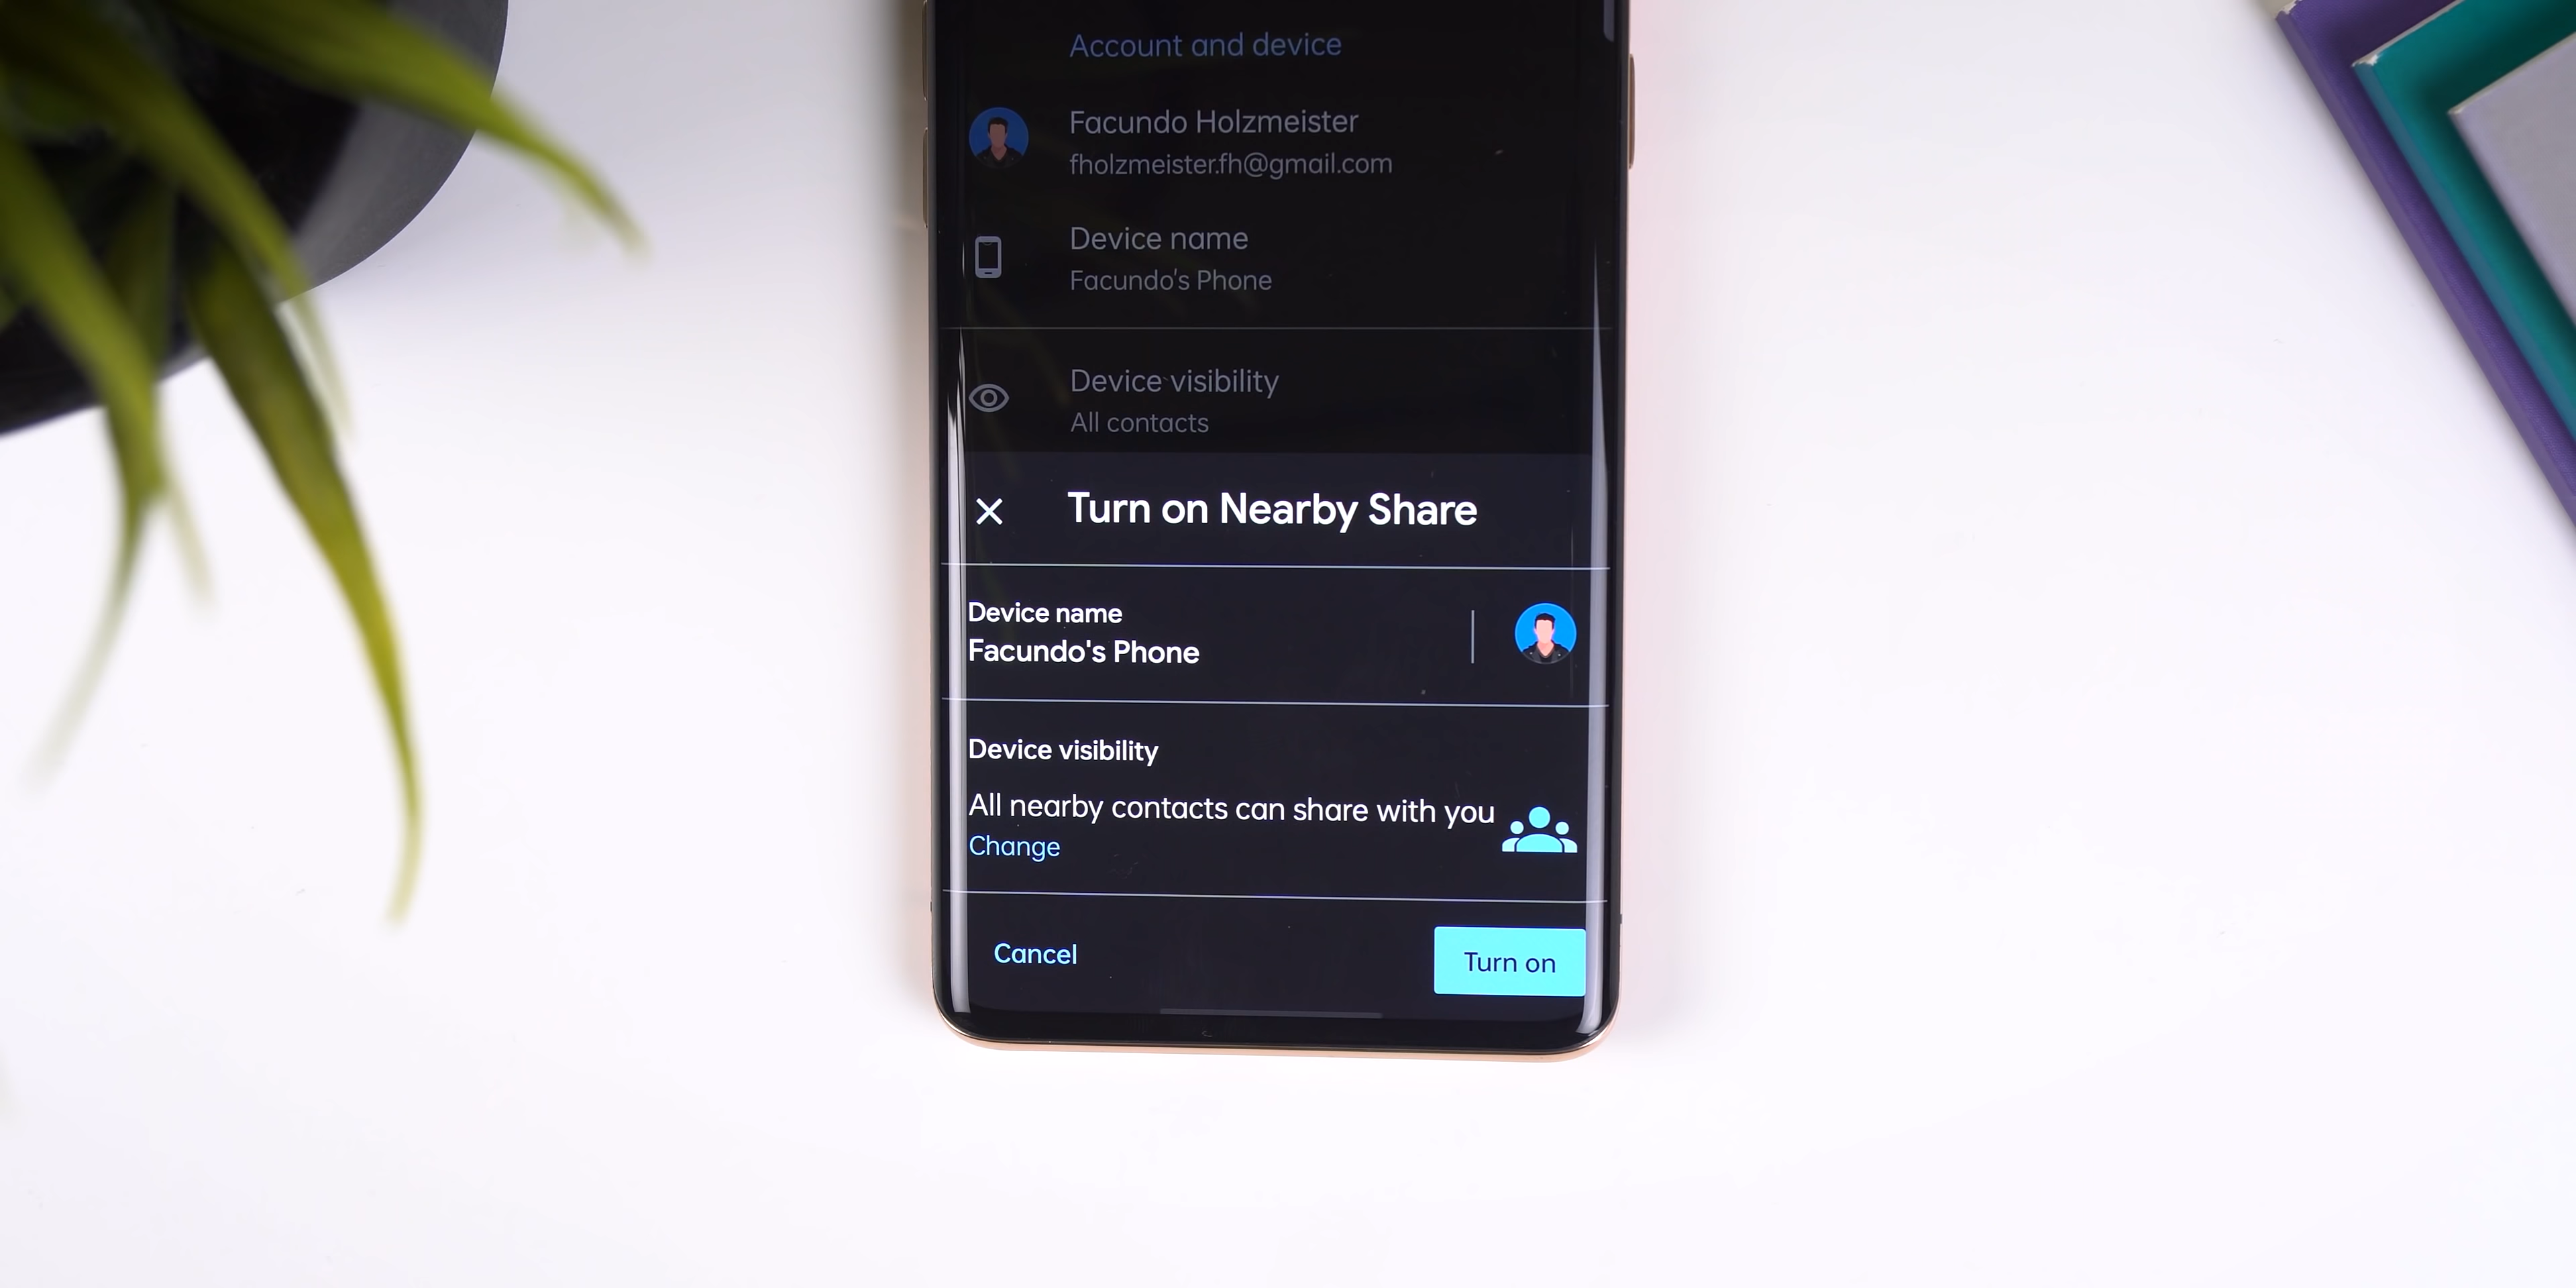 Account and device
Facundo Holzmeister
fholzmeister.fh@gmail.com
Device name
Facundo's Phone
Device visibility
All contacts
Turn on Nearby Share
Device name
Facundo's Phone
Device visibility
All nearby contacts can share with you
Change
Cancel
Turn on